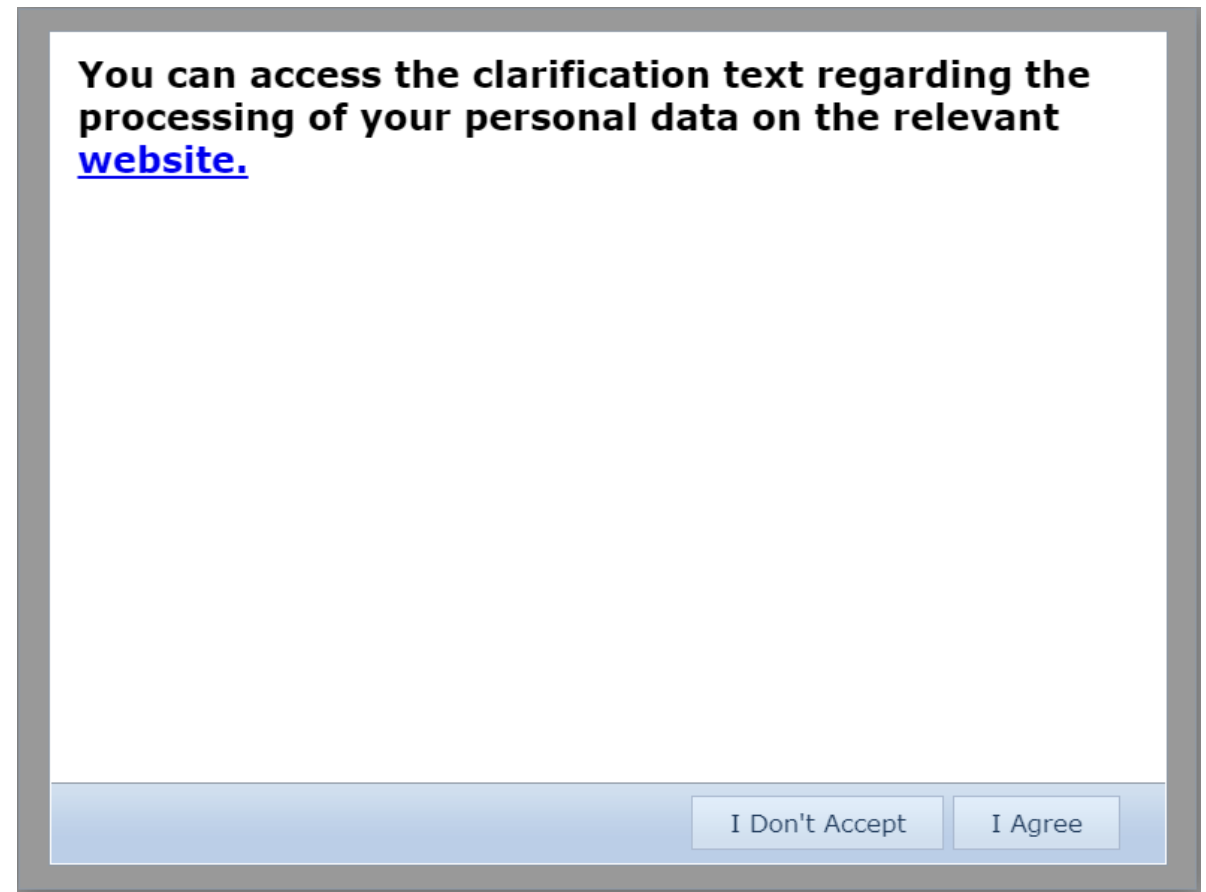 You can access the clarification text regarding the
processing of your personal data on the relevant
website.
I Don't Accept
I Agree